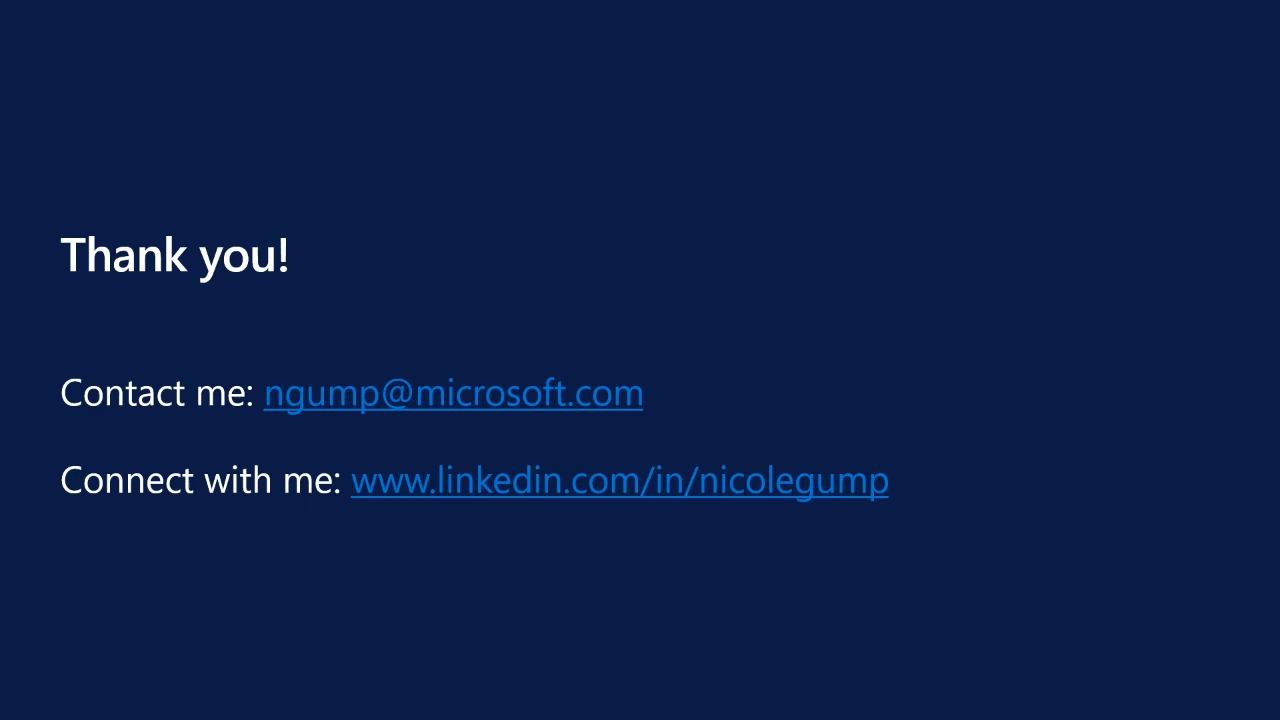 Thank you!
Contact me: ngump@microsoft.com
Connect with me: www.linkedin.com/in/nicolegump